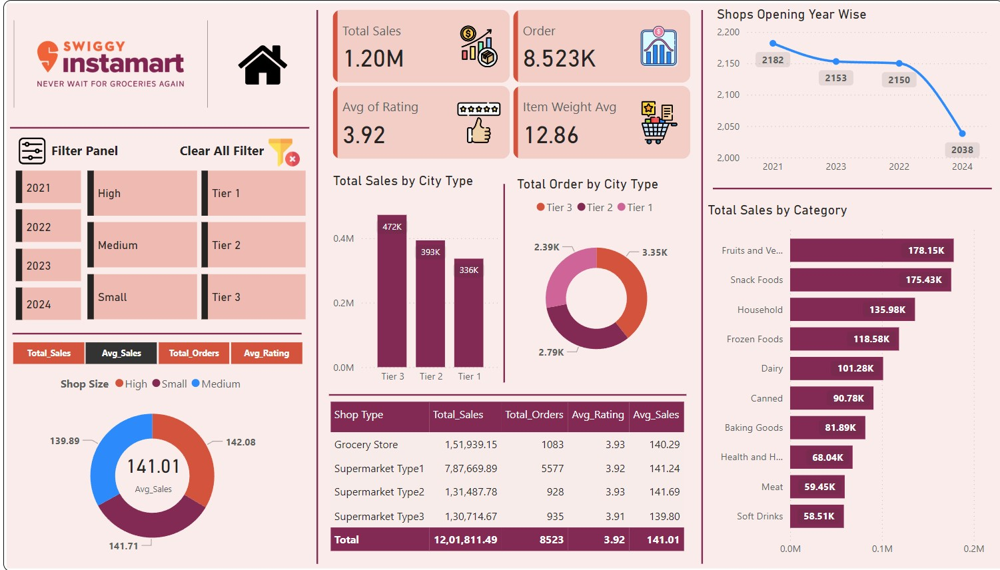 SWIGGY
instamart
NEVER WAIT FOR GROCERIES AGAIN
Filter Panel
Clear All Filter
2021
2022
2023
2024
High
Medium
Small
Tier 1
Tier 2
Tier 3
Total_Sales
Avg_Sales
Total_Orders
Avg_Rating
Shop Size High Small Medium
139.89
142.08
141.01
Avg_Sales
141.71
Total Sales
1.20M
Order
8.523K
Avg of Rating
3.92
Item Weight Avg
12.86
Total Sales by City Type
0.4M
0.2M
0.0M
472K
393K
336K
Tier 3 Tier 2 Tier 1
Total Order by City Type
Tier 3 Tier 2 Tier 1
2.39K
3.35K
2.79K
Shop Type Total_Sales Total_Orders Avg_Rating Avg_Sales
Grocery Store 1,51,939.15 1083 3.93 140.29
Supermarket Type1 7,87,669.89 5577 3.92 141.24
Supermarket Type2 1,31,487.78 928 3.93 141.69
Supermarket Type3 1,30,714.67 935 3.91 139.80
Total 12,01,811.49 8523 3.92 141.01
Shops Opening Year Wise
2,200
2,150
2,100
2,050
2,000
2182
2153
2150
2038
2021 2023 2022 2024
Total Sales by Category
Fruits and Ve... 178.15K
Snack Foods 175.43K
Household 135.98K
Frozen Foods 118.58K
Dairy 101.28K
Canned 90.78K
Baking Goods 81.89K
Health and H... 68.04K
Meat 59.45K
Soft Drinks 58.51K
0.0M 0.1M 0.2M